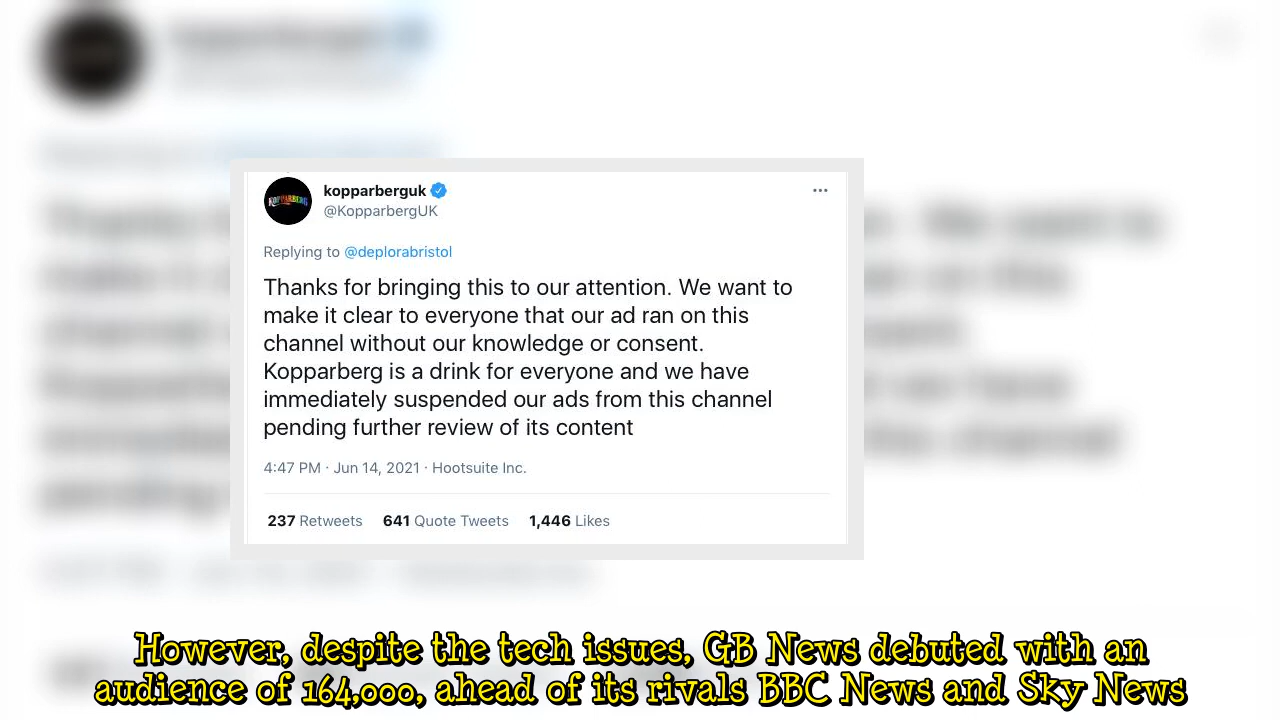 kopparberguk
@KopparbergUK
Replying to @deplorabristol
Thanks for bringing this to our attention. We want to
make it clear to everyone that our ad ran on this
channel without our knowledge or consent.
Kopparberg is a drink for everyone and we have
immediately suspended our ads from this channel
pending further review of its content
4:47 PM · Jun 14, 2021 · Hootsuite Inc.
237 Retweets 641 Quote Tweets 1,446 Likes
However, despite the tech issues, GB News debuted with an
audience of 164,000, ahead of its rivals BBC News and Sky News